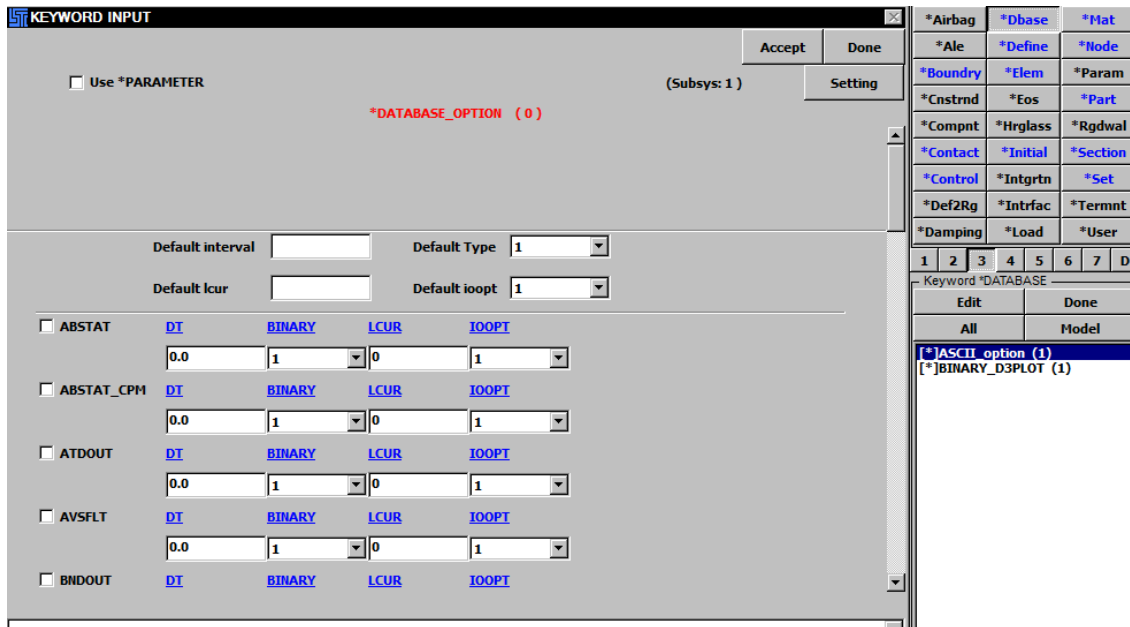 KEYWORD INPUT
Accept Done
Use *PARAMETER (Subsys: 1 ) Setting
*DATABASE_OPTION ( 0 )
Default interval Default Type 1
Default lcur Default ioopt 1
ABSTAT DT BINARY LCUR IOOPT
0.0 1 0 1
ABSTAT_CPM DT BINARY LCUR IOOPT
0.0 1 0 1
ATDOUT DT BINARY LCUR IOOPT
0.0 1 0 1
AVSFLT DT BINARY LCUR IOOPT
0.0 1 0 1
BNDOUT DT BINARY LCUR IOOPT
*Airbag *Dbase *Mat
*Ale *Define *Node
*Boundry *Elem *Param
*Cnstrnd *Eos *Part
*Compnt *Hrglass *Rgdwal
*Contact *Initial *Section
*Control *Intgrtn *Set
*Def2Rg *Intrfac *Termnt
*Damping *Load *User
1 2 3 4 5 6 7 D
Keyword *DATABASE
Edit Done
All Model
[*]ASCII_option (1)
[*]BINARY_D3PLOT (1)